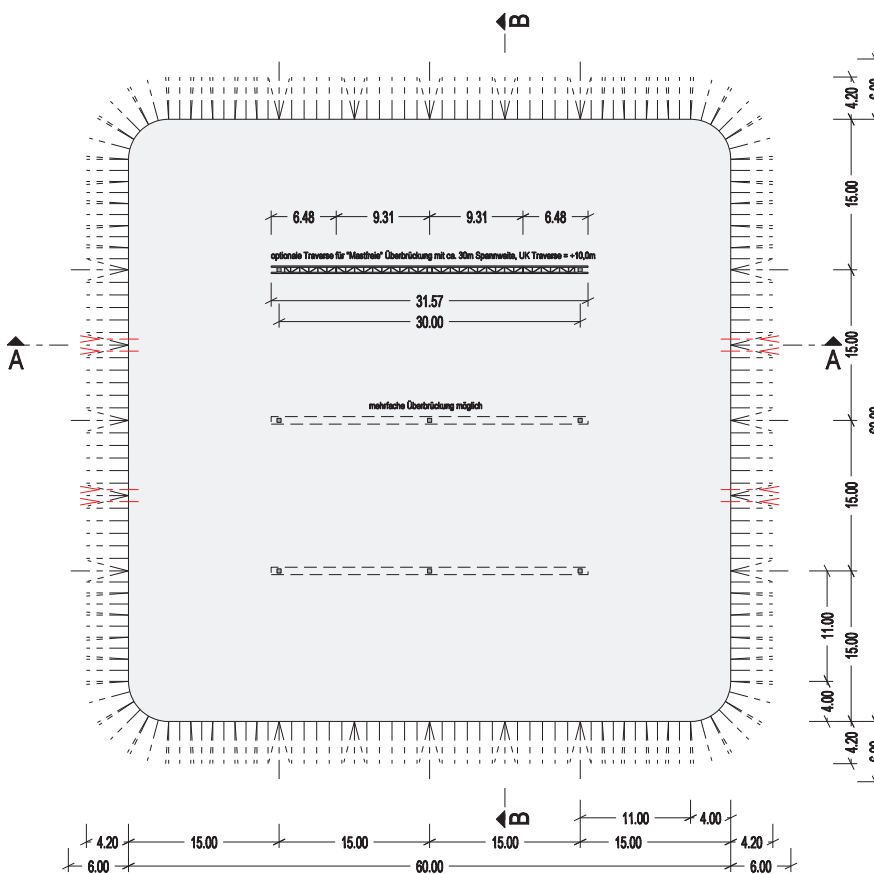 B
6.00
4.20
15.00
6.48 9.31 9.31 6.48
optionale Traverse für "Mastfreie" Überbrückung mit ca. 30m Spannweite, UK Traverse = +10,0m
31.57
30.00
A
A
15.00
mehrfache Überbrückung möglich
60.00
15.00
11.00
15.00
4.00
4.20
6.00
B
11.00 4.00
4.20 15.00 15.00 15.00 15.00 4.20
6.00 60.00 6.00